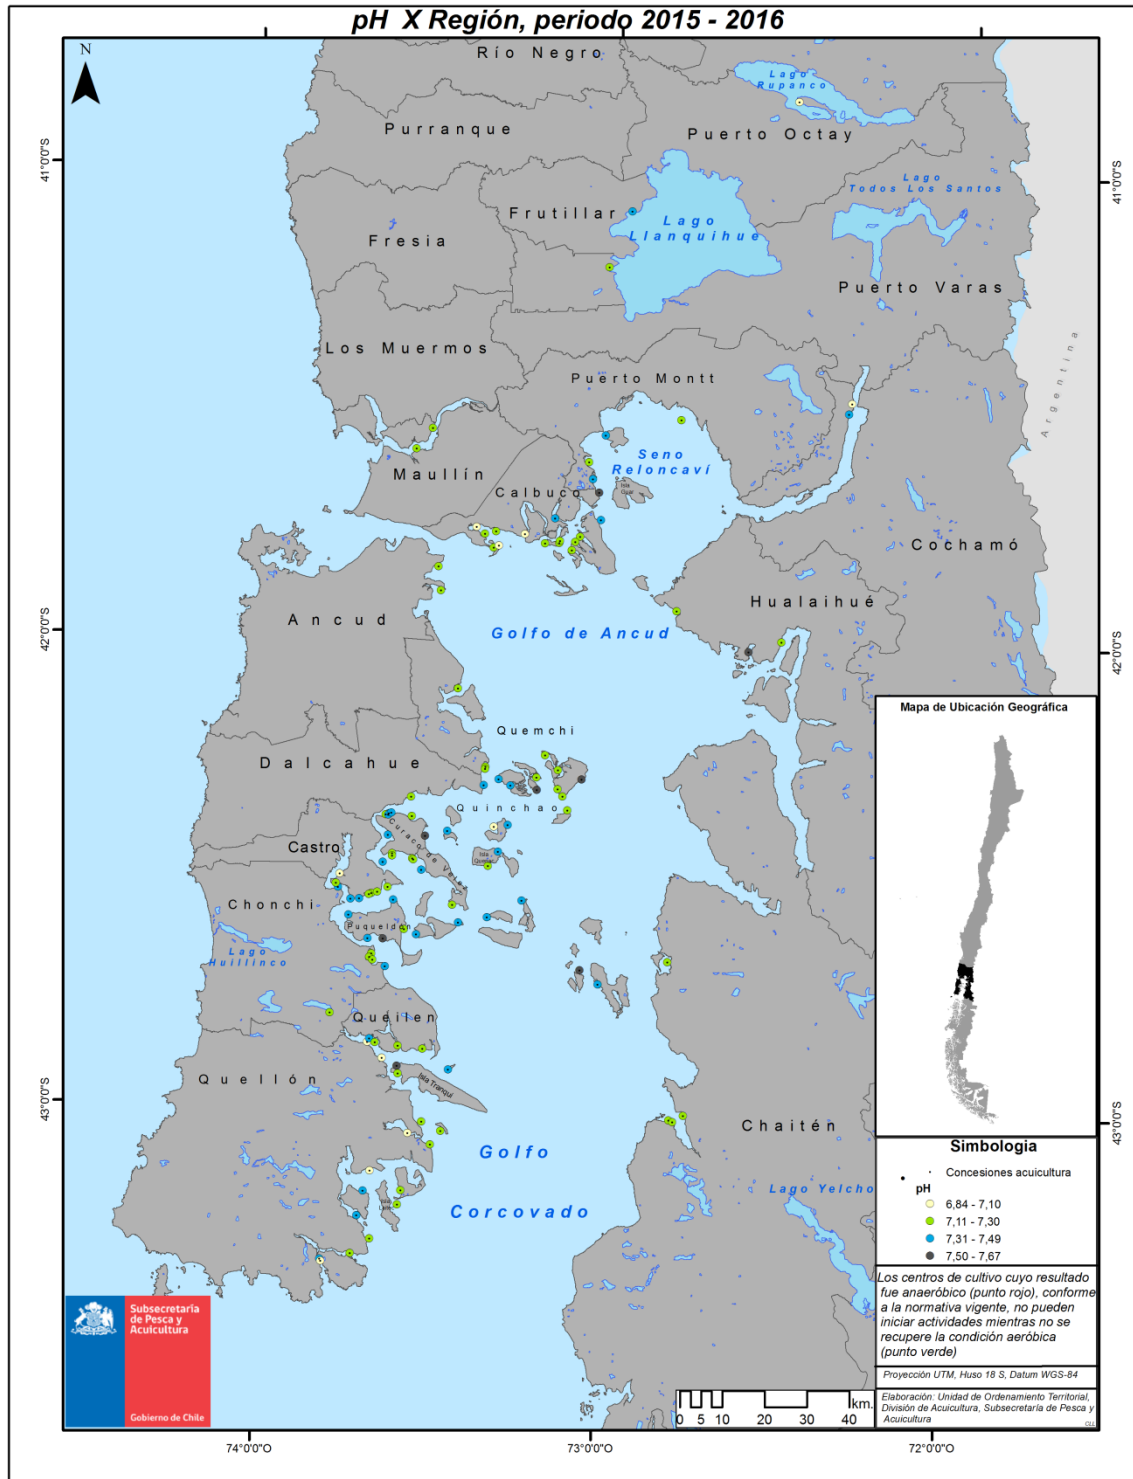 pH X Región, periodo 2015 - 2016
N
Río Negro
Lago
Rupanco
Purranque
Puerto Octay
41°0'0"S
41°0'0"S
Lago
Todos Los Santos
Frutillar
Lago
Llanquihue
Fresia
Puerto Varas
Los Muermos
Puerto Montt
Argentina
Seno
Reloncaví
Maullín
Calbuco
Isla
Cochamó
Hualaihué
Ancud
Golfo de Ancud
42°0'0"S
42°0'0"S
Mapa de Ubicación Geográfica
Quemchi
Dalcahue
Quinchao
Curaco de Velez
Castro
Isla
Chonchi
Puqueldón
Lago
Huillinco
Queilen
Quellón
Isla Tranqui
43°0'0"S
43°0'0"S
Chaitén
Golfo
Corcovado
Lago Yelcho
Isla
Simbologia
Concesiones acuicultura
pH
6,84 - 7,10
7,11 - 7,30
7,31 - 7,49
7,50 - 7,67
Los centros de cultivo cuyo resultado
fue anaeróbico (punto rojo), conforme
a la normativa vigente, no pueden
iniciar actividades mientras no se
recupere la condición aeróbica
(punto verde)
Proyección UTM, Huso 18 S, Datum WGS-84
Elaboración: Unidad de Ordenamiento Territorial,
División de Acuicultura, Subsecretaría de Pesca y
Acuicultura
Subsecretaría
de Pesca y
Acuicultura
Gobierno de Chile
km.
0 5 10 20 30 40
74°0'0"O
73°0'0"O
72°0'0"O